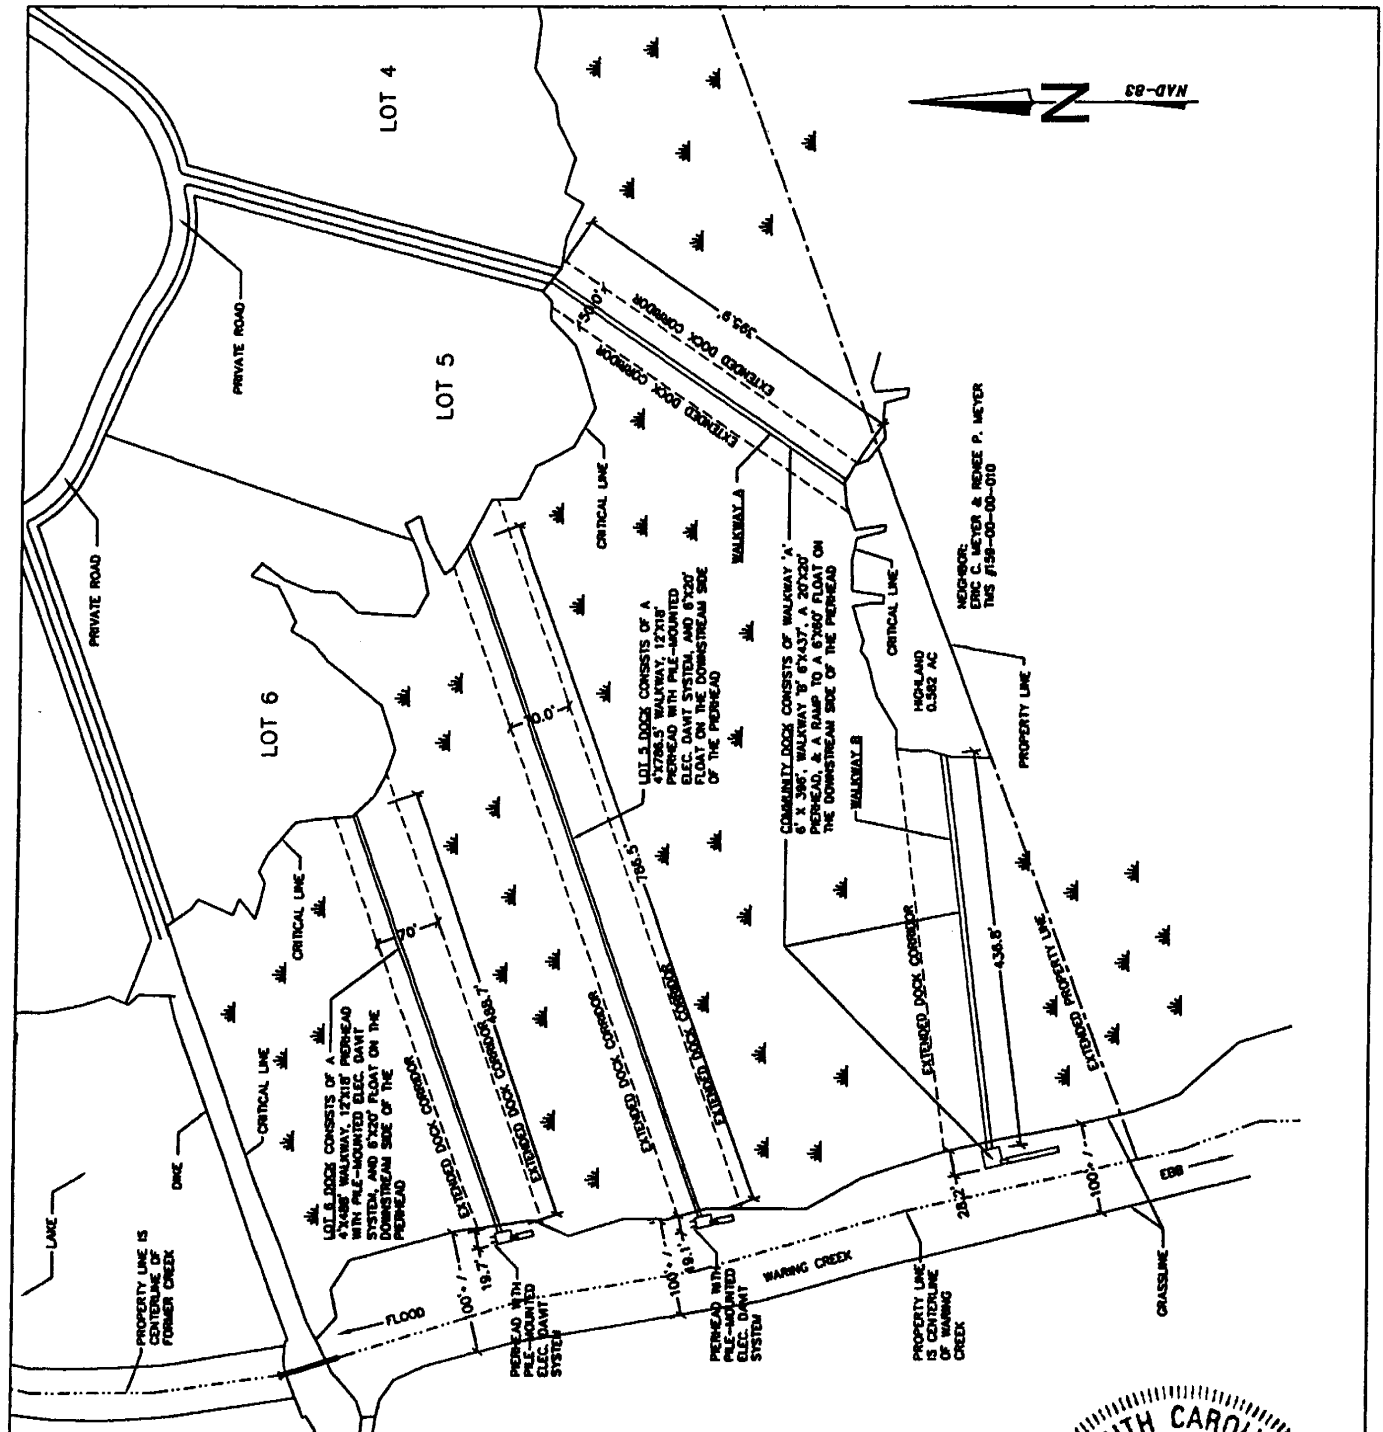 LOT 4
NAD-83
N
PRIVATE ROAD
LOT 5
50.0'
EXTENDED DOCK CORRIDOR
EXTENDED DOCK CORRIDOR
395.9'
PRIVATE ROAD
CRITICAL LINE
WALKWAY A
NEIGHBOR:
ERIC C. MEYER & RENEE P. MEYER
TMS #159-00-00-010
LOT 6
LOT 5 DOCK CONSISTS OF A
4'X786.5' WALKWAY, 12'X18'
PIERHEAD WITH PILE-MOUNTED
ELEC. DAVIT SYSTEM, AND 6'X20'
FLOAT ON THE DOWNSTREAM SIDE
OF THE PIERHEAD
COMMUNITY DOCK CONSISTS OF WALKWAY 'A'
6' X 396', WALKWAY 'B' 6'X437', A 20'X20'
PIERHEAD, & A RAMP TO A 6'X60' FLOAT ON
THE DOWNSTREAM SIDE OF THE PIERHEAD
CRITICAL LINE
HIGHLAND
0.582 AC
PROPERTY LINE
WALKWAY B
70.0'
786.5'
CRITICAL LINE
70'
488.7'
EXTENDED DOCK CORRIDOR
436.8'
EXTENDED PROPERTY LINE
LOT 6 DOCK CONSISTS OF A
4'X488' WALKWAY, 12'X18' PIERHEAD
WITH PILE-MOUNTED ELEC. DAVIT
SYSTEM, AND 6'X20' FLOAT ON THE
DOWNSTREAM SIDE OF THE
PIERHEAD
EXTENDED DOCK CORRIDOR
EXTENDED DOCK CORRIDOR
EXTENDED DOCK CORRIDOR
EXTENDED DOCK CORRIDOR
CRITICAL LINE
DIKE
LAKE
PROPERTY LINE IS
CENTERLINE OF
FORMER CREEK
FLOOD
100'+/-
19.7'
PIERHEAD WITH
PILE-MOUNTED
ELEC. DAVIT
SYSTEM
100'+/-
19.1'
PIERHEAD WITH
PILE-MOUNTED
ELEC. DAVIT
SYSTEM
WARING CREEK
28.2'
100'+/-
EBB
PROPERTY LINE
IS CENTERLINE
OF WARING
CREEK
GRASSLINE